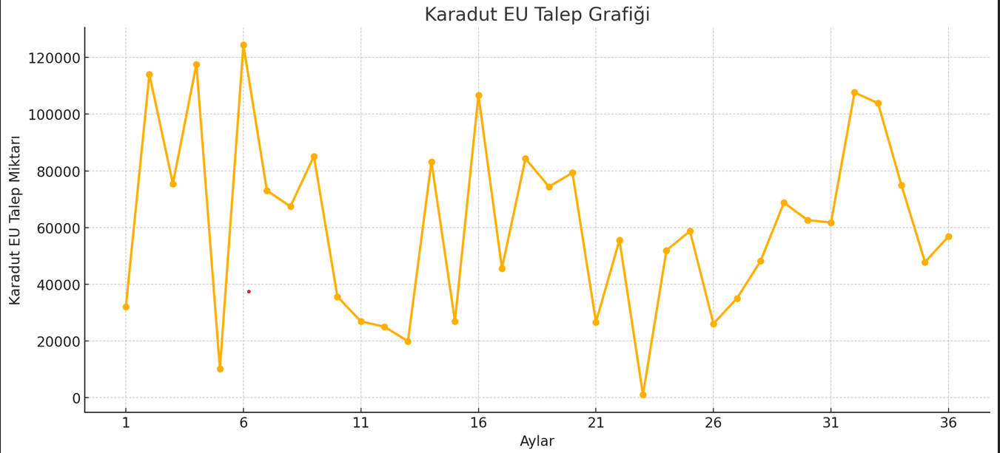 Karadut EU Talep Grafiği
Karadut EU Talep Miktarı
120000
100000
80000
60000
40000
20000
0
1 6 11 16 21 26 31 36
Aylar